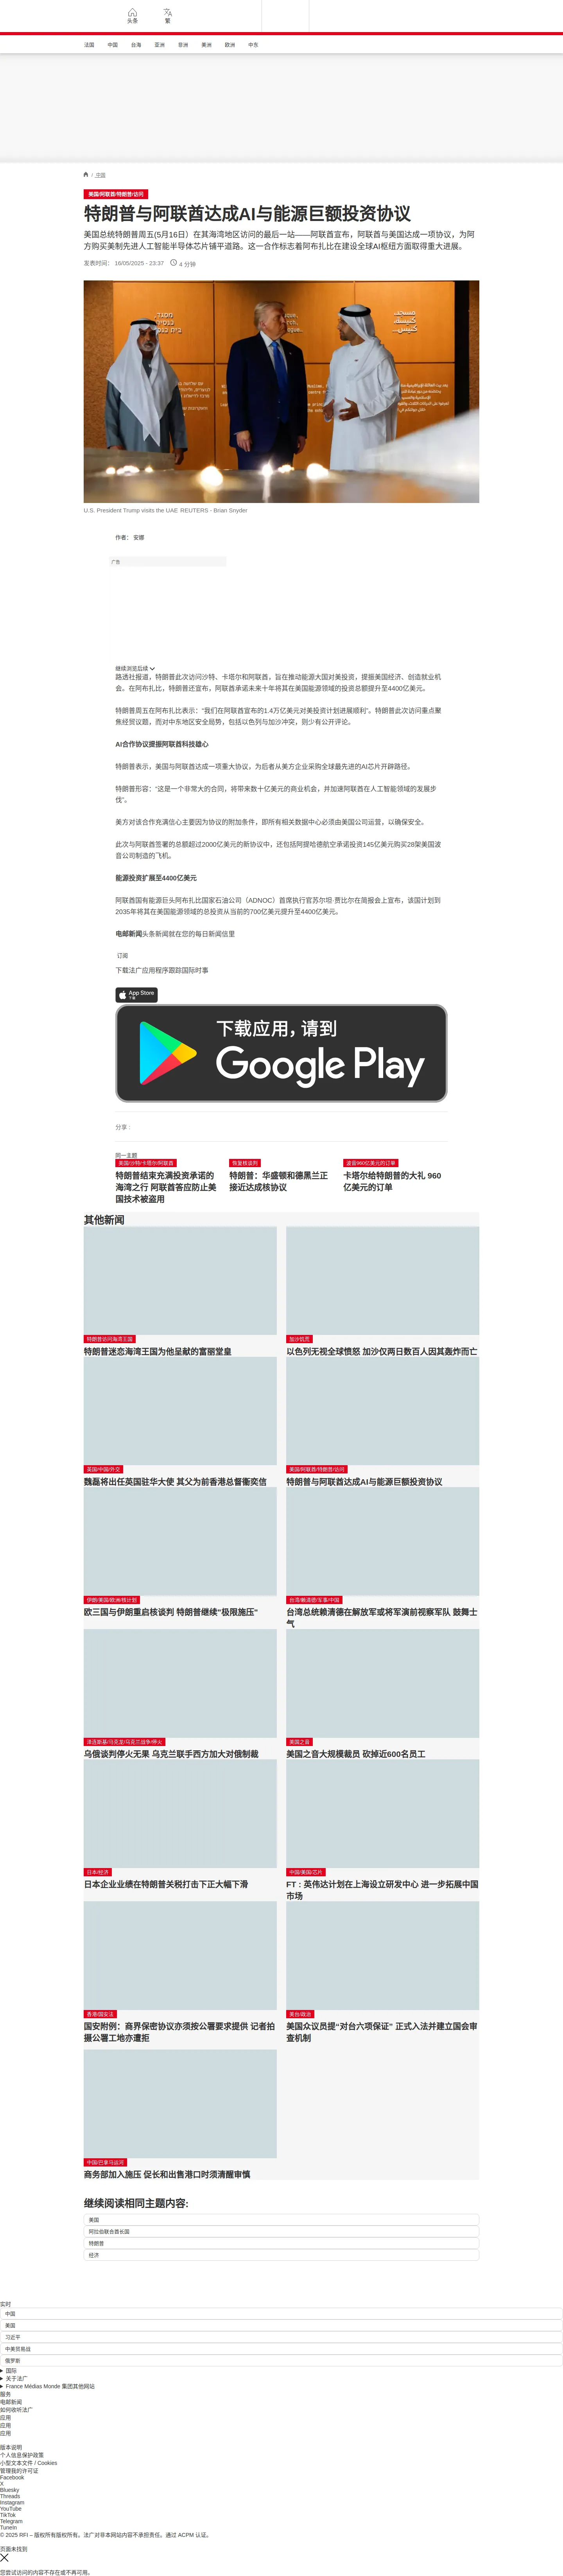 头条
繁
法国 中国 台海 亚洲 非洲 美洲 欧洲 中东
/ 中国
美国/阿联酋/特朗普/访问
特朗普与阿联酋达成AI与能源巨额投资协议
美国总统特朗普周五(5月16日）在其海湾地区访问的最后一站——阿联酋宣布，阿联酋与美国达成一项协议，为阿
方购买美制先进人工智能半导体芯片铺平道路。这一合作标志着阿布扎比在建设全球AI枢纽方面取得重大进展。
发表时间： 16/05/2025 - 23:37 4 分钟
U.S. President Trump visits the UAE REUTERS - Brian Snyder
作者： 安娜
广告
继续浏览后续
路透社报道，特朗普此次访问沙特、卡塔尔和阿联酋，旨在推动能源大国对美投资，提振美国经济、创造就业机
会。在阿布扎比，特朗普还宣布，阿联酋承诺未来十年将其在美国能源领域的投资总额提升至4400亿美元。
特朗普周五在阿布扎比表示：“我们在阿联酋宣布的1.4万亿美元对美投资计划进展顺利”。特朗普此次访问重点聚
焦经贸议题，而对中东地区安全局势，包括以色列与加沙冲突，则少有公开评论。
AI合作协议提振阿联酋科技雄心
特朗普表示，美国与阿联酋达成一项重大协议，为后者从美方企业采购全球最先进的AI芯片开辟路径。
特朗普形容：“这是一个非常大的合同，将带来数十亿美元的商业机会，并加速阿联酋在人工智能领域的发展步
伐”。
美方对该合作充满信心主要因为协议的附加条件，即所有相关数据中心必须由美国公司运营，以确保安全。
此次与阿联酋签署的总额超过2000亿美元的新协议中，还包括阿提哈德航空承诺投资145亿美元购买28架美国波
音公司制造的飞机。
能源投资扩展至4400亿美元
阿联酋国有能源巨头阿布扎比国家石油公司（ADNOC）首席执行官苏尔坦·贾比尔在简报会上宣布，该国计划到
2035年将其在美国能源领域的总投资从当前的700亿美元提升至4400亿美元。
电邮新闻头条新闻就在您的每日新闻信里
订阅
下载法广应用程序跟踪国际时事
App Store
下载
下载应用，请到
Google Play
分享 :
同一主题
美国/沙特/卡塔尔/阿联酋
特朗普结束充满投资承诺的
海湾之行 阿联酋答应防止美
国技术被盗用
恢复核谈判
特朗普：华盛顿和德黑兰正
接近达成核协议
波音960亿美元的订单
卡塔尔给特朗普的大礼 960
亿美元的订单
其他新闻
特朗普访问海湾王国
特朗普迷恋海湾王国为他呈献的富丽堂皇
加沙饥荒
以色列无视全球愤怒 加沙仅两日数百人因其轰炸而亡
英国/中国/外交
魏磊将出任英国驻华大使 其父为前香港总督衞奕信
美国/阿联酋/特朗普/访问
特朗普与阿联酋达成AI与能源巨额投资协议
伊朗/美国/欧洲/核计划
欧三国与伊朗重启核谈判 特朗普继续"极限施压"
台湾/赖清德/军事/中国
台湾总统赖清德在解放军或将军演前视察军队 鼓舞士
气
泽连斯基/马克龙/乌克兰战争/停火
乌俄谈判停火无果 乌克兰联手西方加大对俄制裁
美国之音
美国之音大规模裁员 砍掉近600名员工
日本/经济
日本企业业绩在特朗普关税打击下正大幅下滑
中国/美国/芯片
FT : 英伟达计划在上海设立研发中心 进一步拓展中国
市场
香港/国安法
国安附例：商界保密协议亦须按公署要求提供 记者拍
摄公署工地亦遭拒
美台/政治
美国众议员提“对台六项保证” 正式入法并建立国会审
查机制
中国/巴拿马运河
商务部加入施压 促长和出售港口时须清醒审慎
继续阅读相同主题内容:
美国
阿拉伯联合酋长国
特朗普
经济
实时
中国
美国
习近平
中美贸易战
俄罗斯
国际
关于法广
France Médias Monde 集团其他网站
服务
电邮新闻
如何收听法广
应用
应用
应用
版本说明
个人信息保护政策
小型文本文件 / Cookies
管理我的许可证
Facebook
X
Bluesky
Threads
Instagram
YouTube
TikTok
Telegram
TuneIn
© 2025 RFI – 版权所有版权所有。法广对非本网站内容不承担责任。通过 ACPM 认证。
页面未找到
您尝试访问的内容不存在或不再可用。